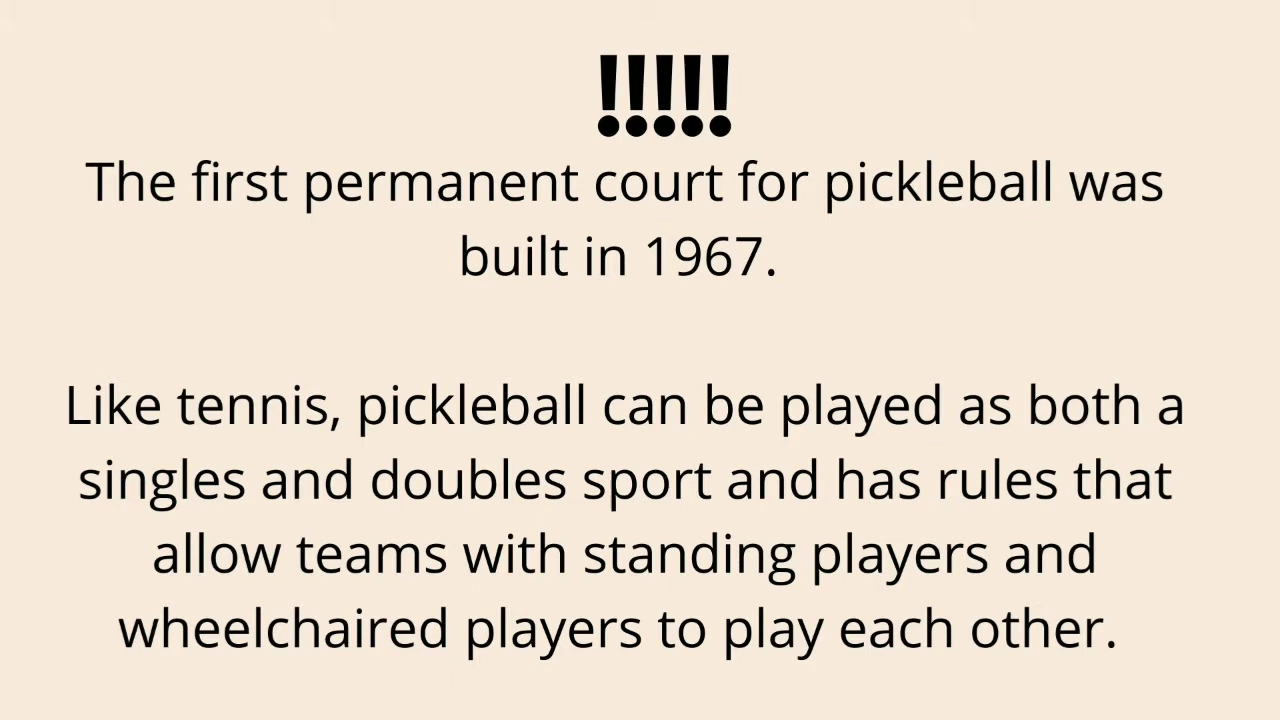 !!!!!
The first permanent court for pickleball was
built in 1967.
Like tennis, pickleball can be played as both a
singles and doubles sport and has rules that
allow teams with standing players and
wheelchaired players to play each other.